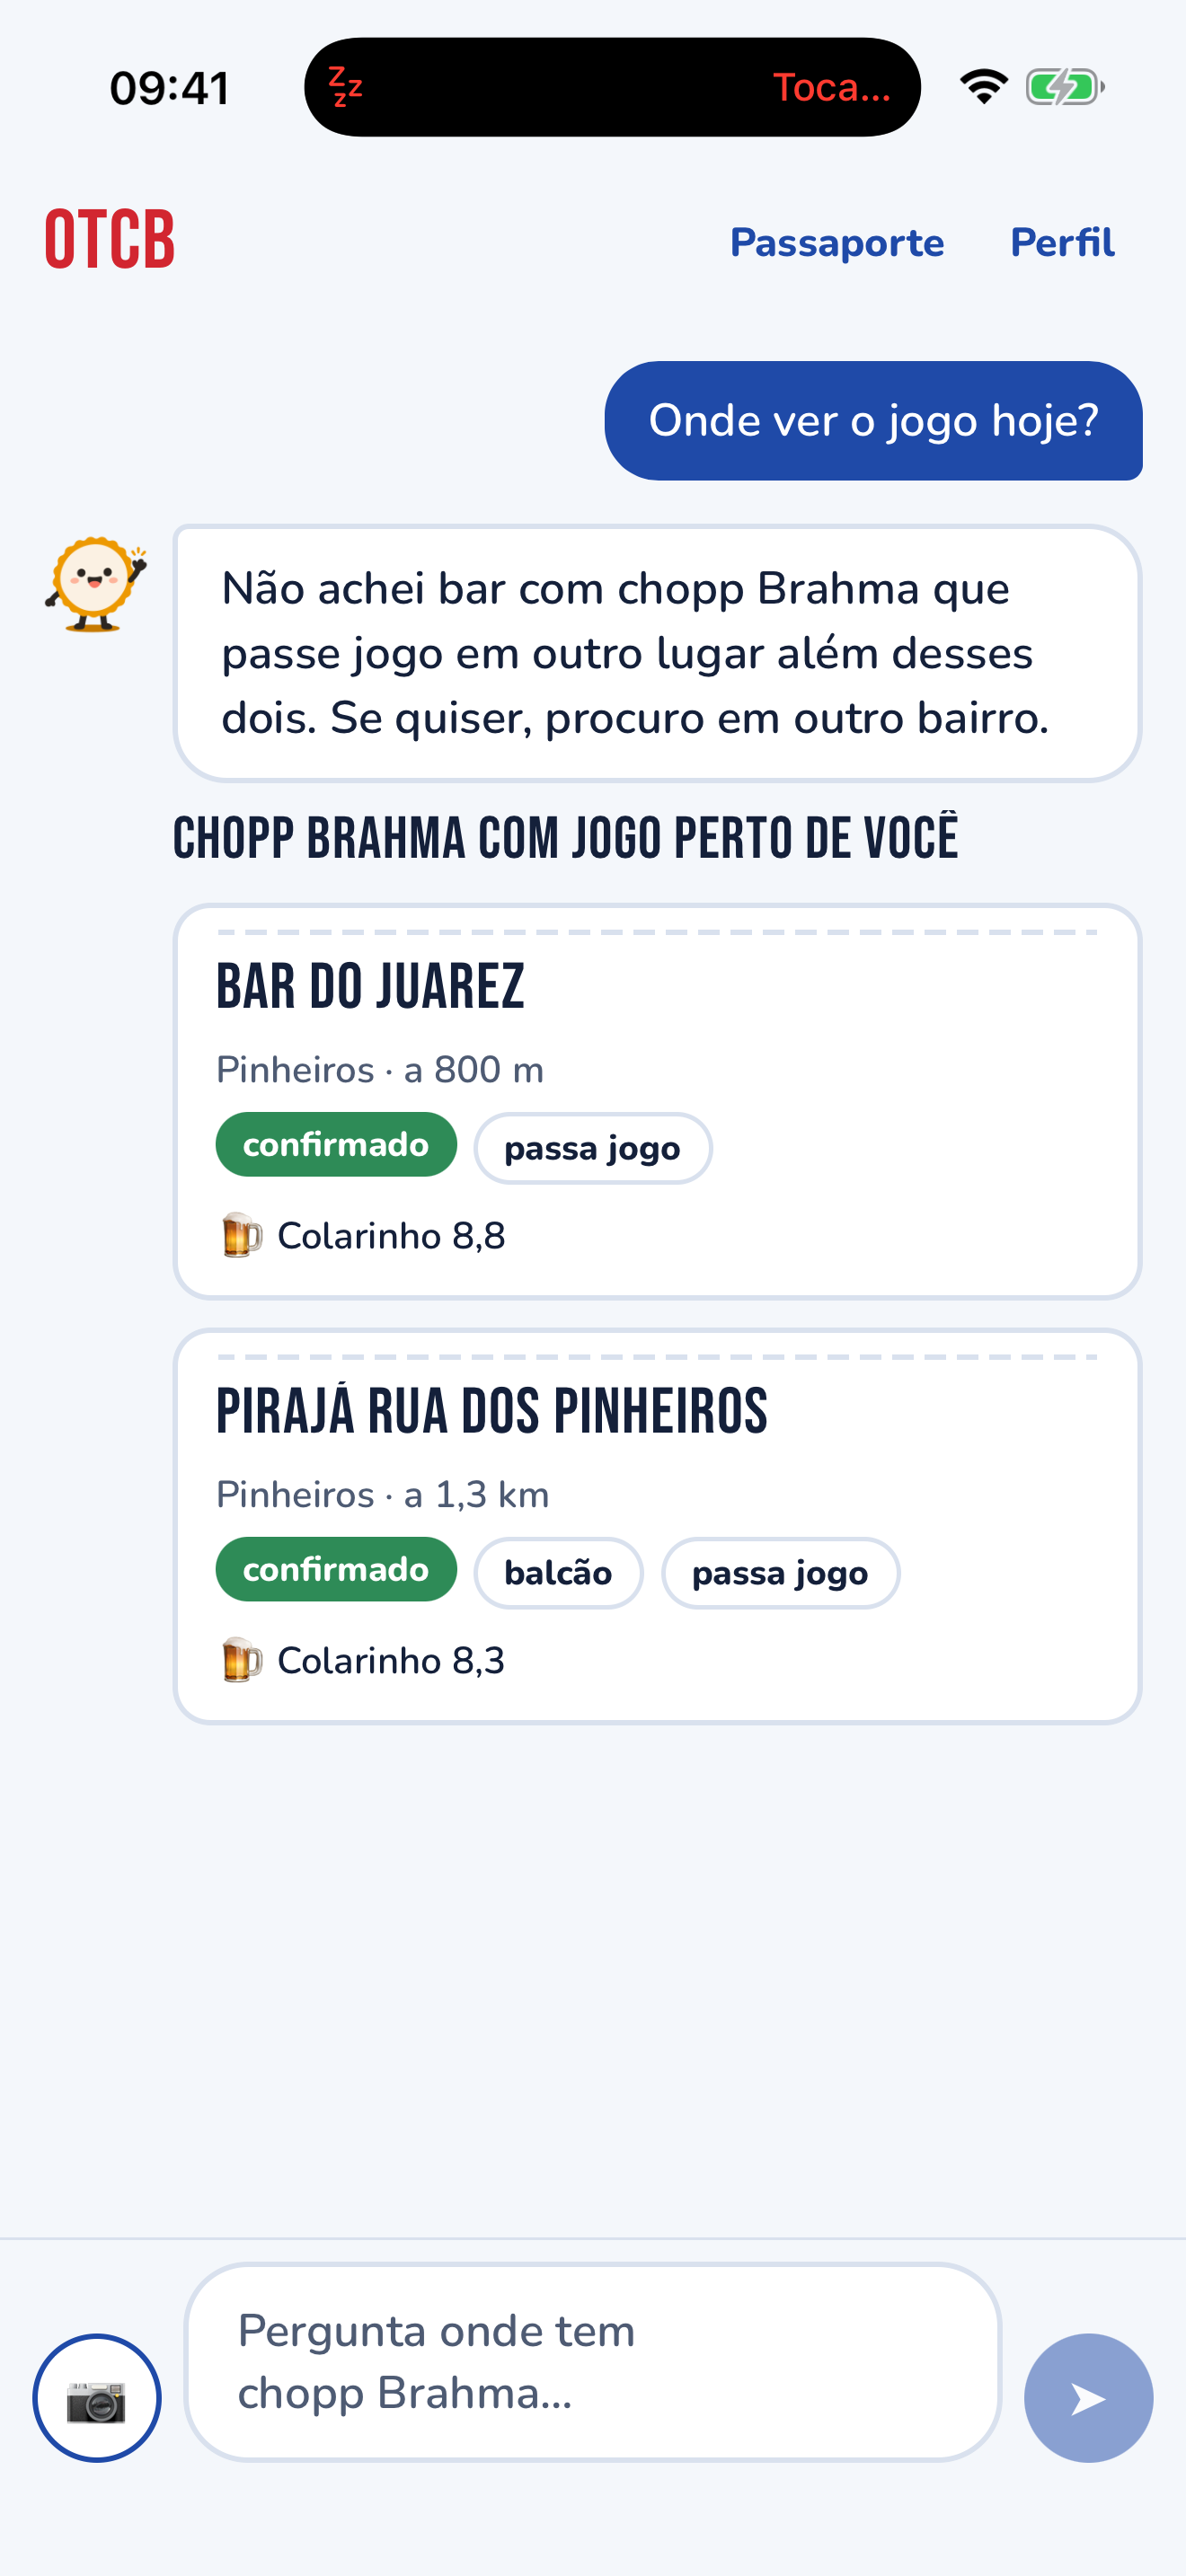 09:41
zzz
Toca...
OTCB
Passaporte
Perfil
Onde ver o jogo hoje?
Não achei bar com chopp Brahma que
passe jogo em outro lugar além desses
dois. Se quiser, procuro em outro bairro.
CHOPP BRAHMA COM JOGO PERTO DE VOCÊ
BAR DO JUAREZ
Pinheiros · a 800 m
confirmado
passa jogo
Colarinho 8,8
PIRAJÁ RUA DOS PINHEIROS
Pinheiros · a 1,3 km
confirmado
balcão
passa jogo
Colarinho 8,3
Pergunta onde tem
chopp Brahma...